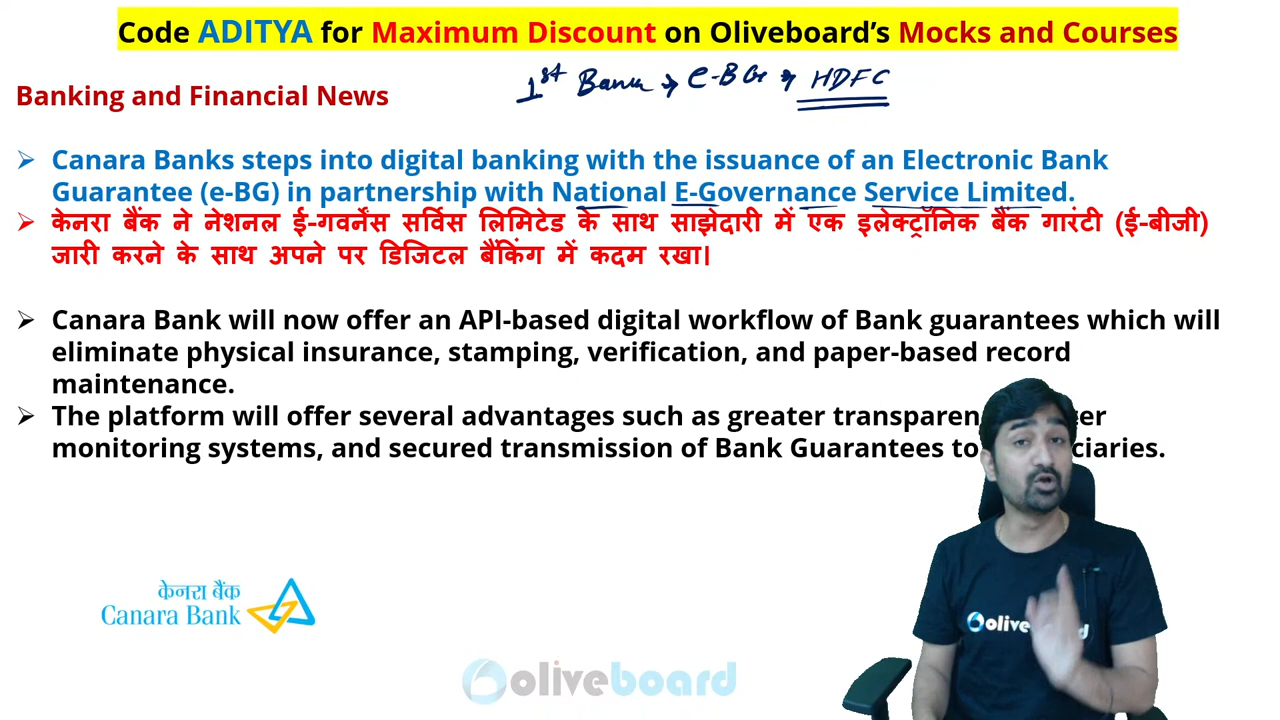 Code ADITYA for Maximum Discount on Oliveboard's Mocks and Courses
1st Bank → e-BG → HDFC
Banking and Financial News
➢ Canara Banks steps into digital banking with the issuance of an Electronic Bank
Guarantee (e-BG) in partnership with National E-Governance Service Limited.
➢ केनरा बैंक ने नेशनल ई-गवर्नेंस सर्विस लिमिटेड के साथ साझेदारी में एक इलेक्ट्रॉनिक बैंक गारंटी (ई-बीजी)
जारी करने के साथ अपने पर डिजिटल बैंकिंग में कदम रखा।
➢ Canara Bank will now offer an API-based digital workflow of Bank guarantees which will
eliminate physical insurance, stamping, verification, and paper-based record
maintenance.
➢ The platform will offer several advantages such as greater
monitoring systems, and secured transmission of Bank Guarantees to
केनरा बैंक
Canara Bank
oliveboard
oliveboard